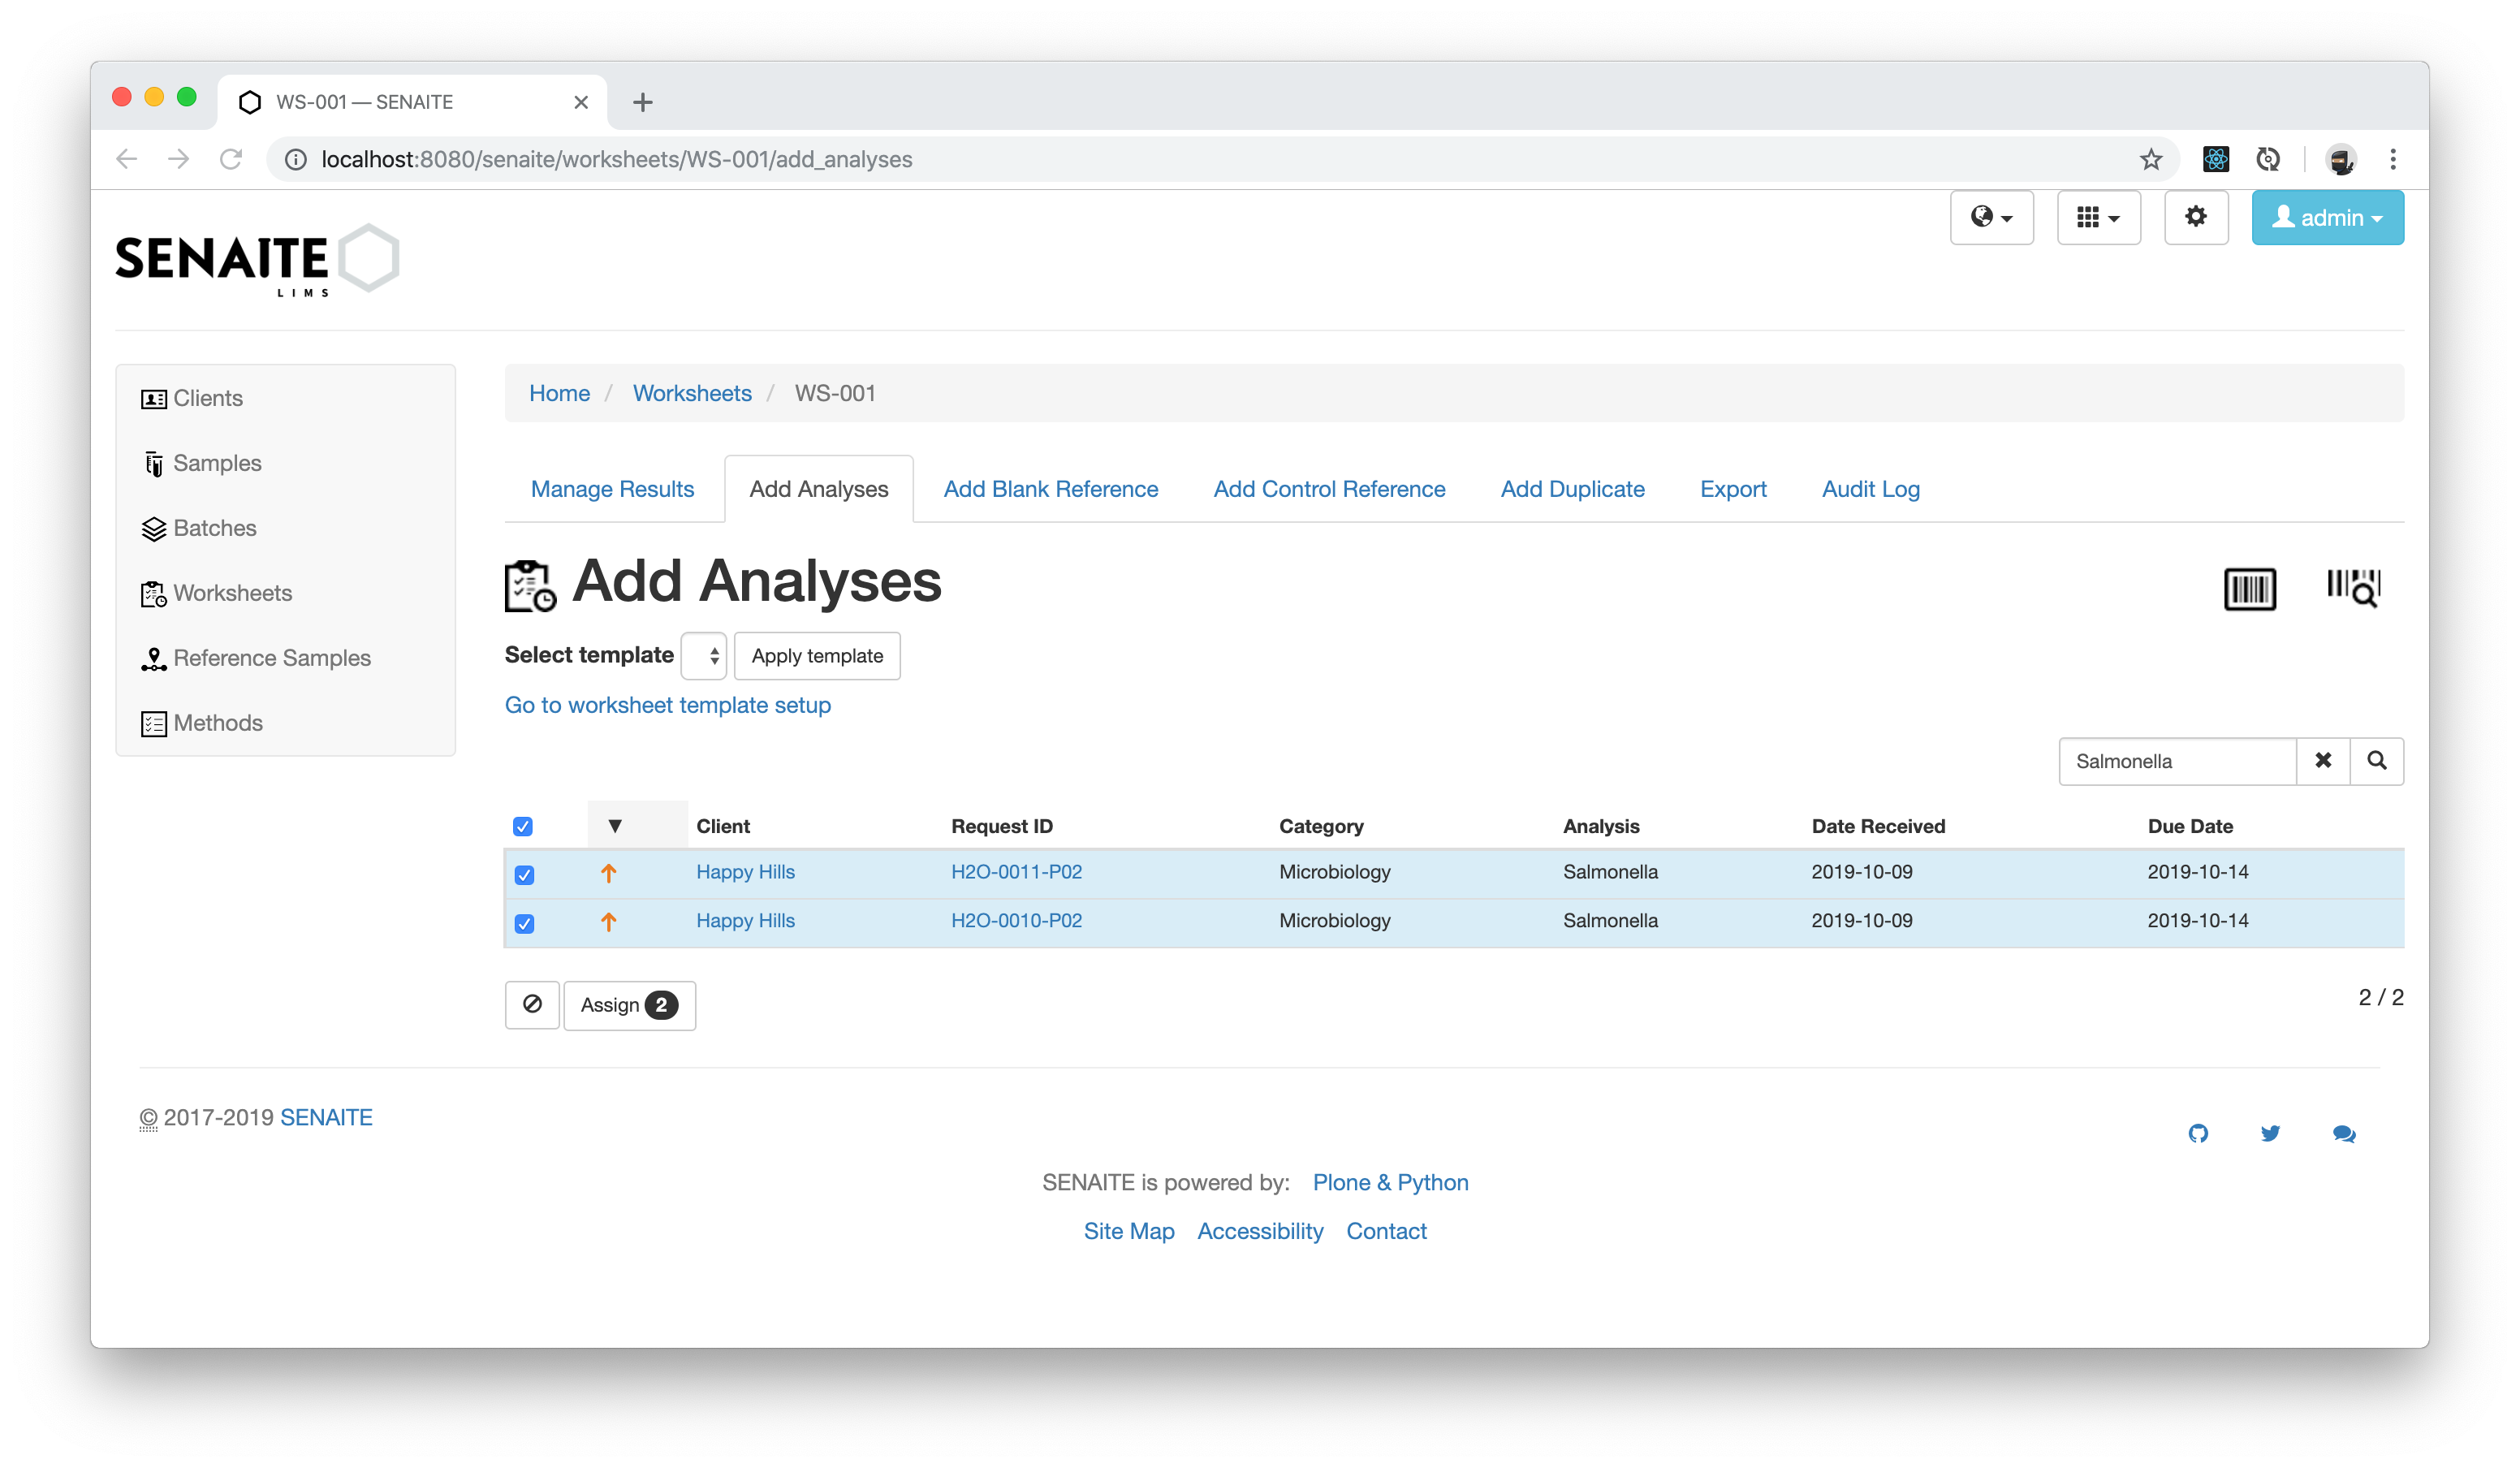 WS-001 — SENAITE
localhost:8080/senaite/worksheets/WS-001/add_analyses
SENAITE
LIMS
admin
Clients
Samples
Batches
Worksheets
Reference Samples
Methods
Home / Worksheets / WS-001
Manage Results Add Analyses Add Blank Reference Add Control Reference Add Duplicate Export Audit Log
Add Analyses
Select template Apply template
Go to worksheet template setup
Salmonella
Client Request ID Category Analysis Date Received Due Date
Happy Hills H2O-0011-P02 Microbiology Salmonella 2019-10-09 2019-10-14
Happy Hills H2O-0010-P02 Microbiology Salmonella 2019-10-09 2019-10-14
Assign 2
2 / 2
© 2017-2019 SENAITE
SENAITE is powered by: Plone & Python
Site Map Accessibility Contact